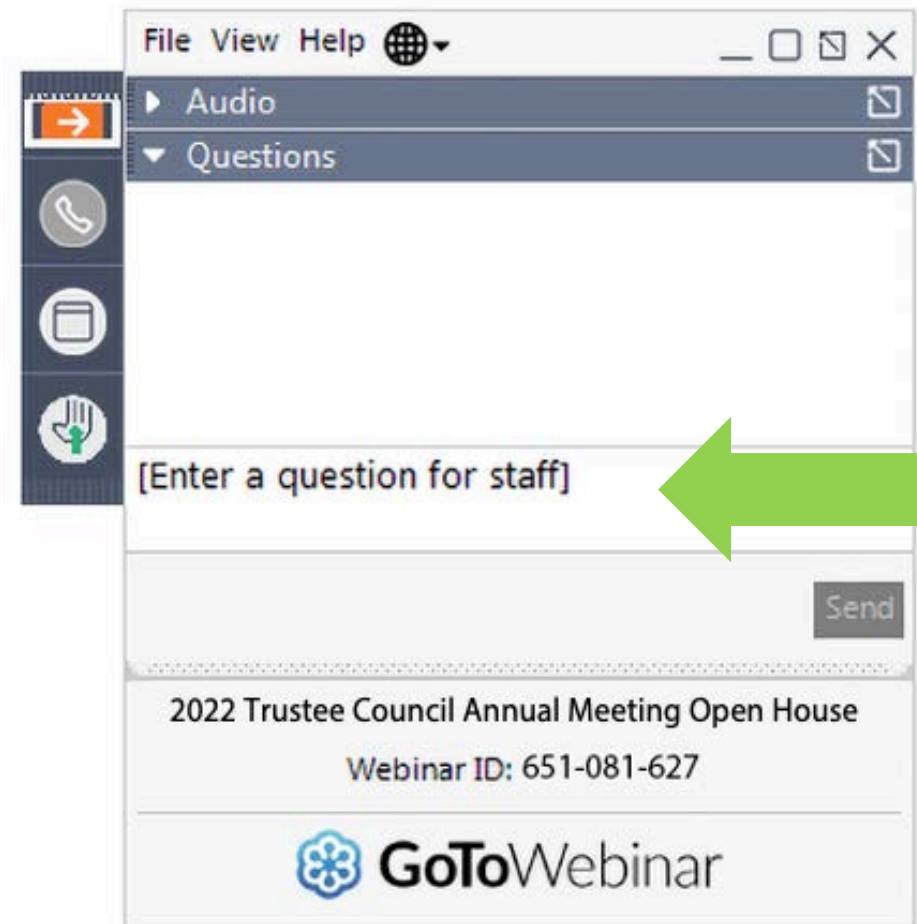 File View Help
Audio
Questions
[Enter a question for staff]
Send
2022 Trustee Council Annual Meeting Open House
Webinar ID: 651-081-627
GoToWebinar